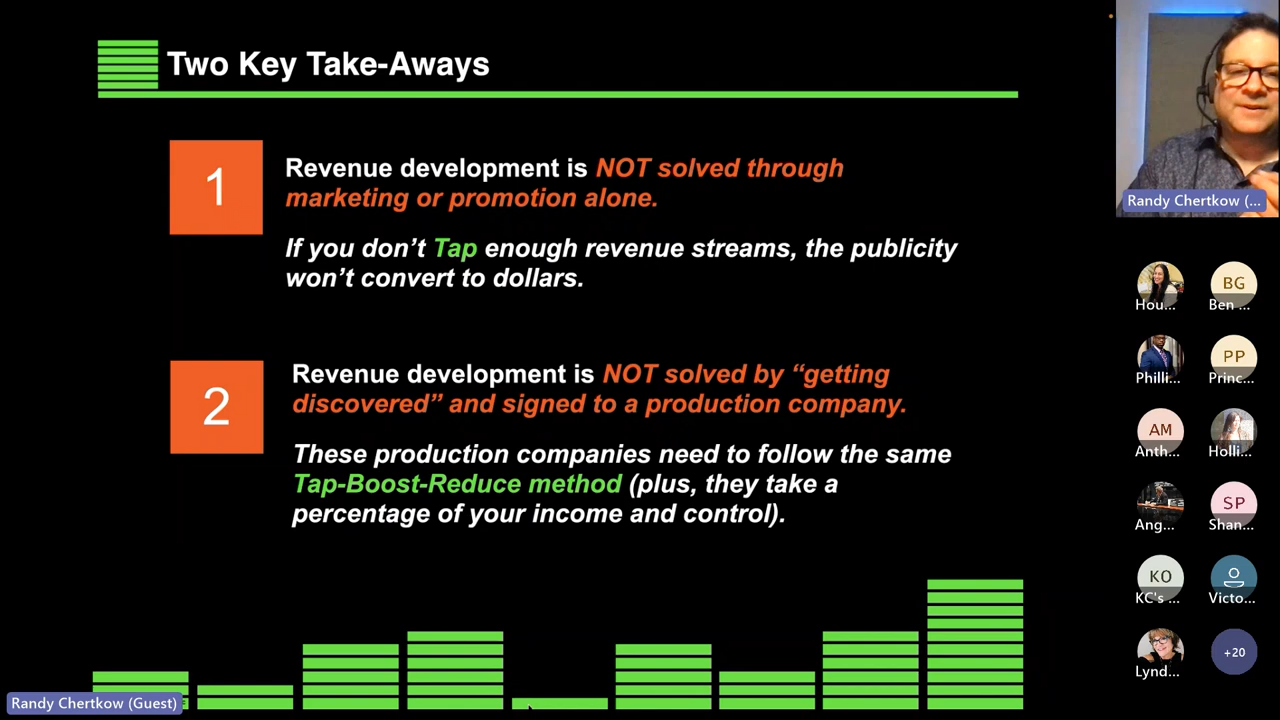 Two Key Take-Aways
1
Revenue development is NOT solved through
marketing or promotion alone.
If you don’t Tap enough revenue streams, the publicity
won’t convert to dollars.
2
Revenue development is NOT solved by “getting
discovered” and signed to a production company.
These production companies need to follow the same
Tap-Boost-Reduce method (plus, they take a
percentage of your income and control).
Randy Chertkow (Guest)
Randy Chertkow (...
Hou...
BG
Ben ...
Philli...
PP
Princ...
AM
Anth...
Holli...
Ang...
SP
Shan...
KO
KC's ...
Victo...
Lynd...
+20